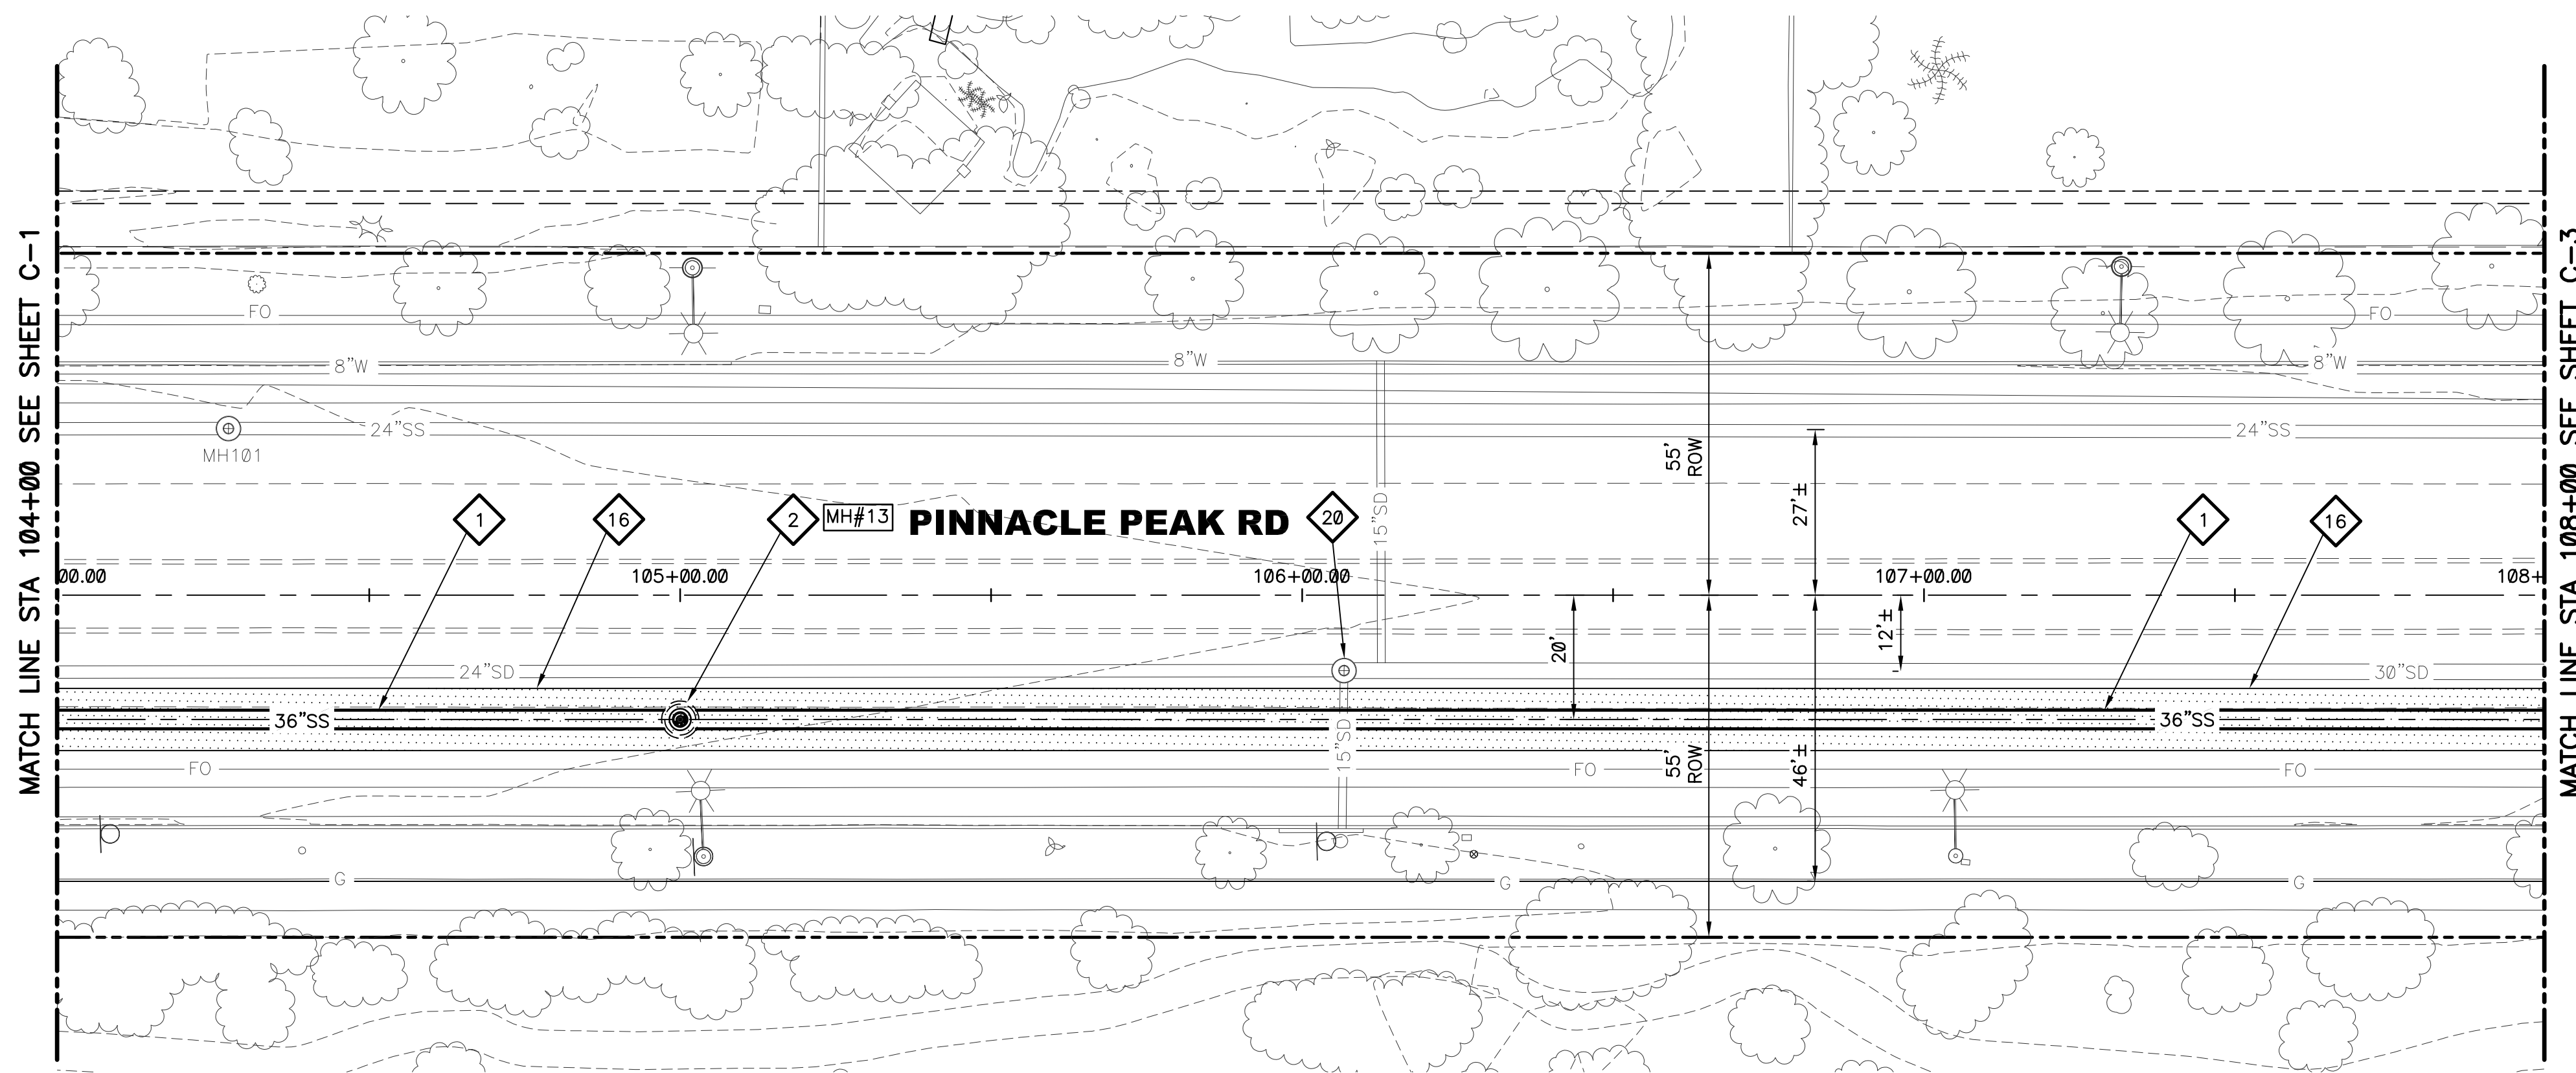 MATCH LINE STA 104+00 SEE SHEET C-1
FO
FO
8"W
8"W
8"W
24"SS
24"SS
MH101
55'
ROW
27'±
15"SD
1
16
2
MH#13
PINNACLE PEAK RD
20
1
16
00.00
105+00.00
106+00.00
107+00.00
108+
20'
12'±
24"SD
30"SD
36"SS
36"SS
15"SD
55'
ROW
46'±
FO
FO
FO
G
G
G
MATCH LINE STA 108+00 SEE SHEET C-3